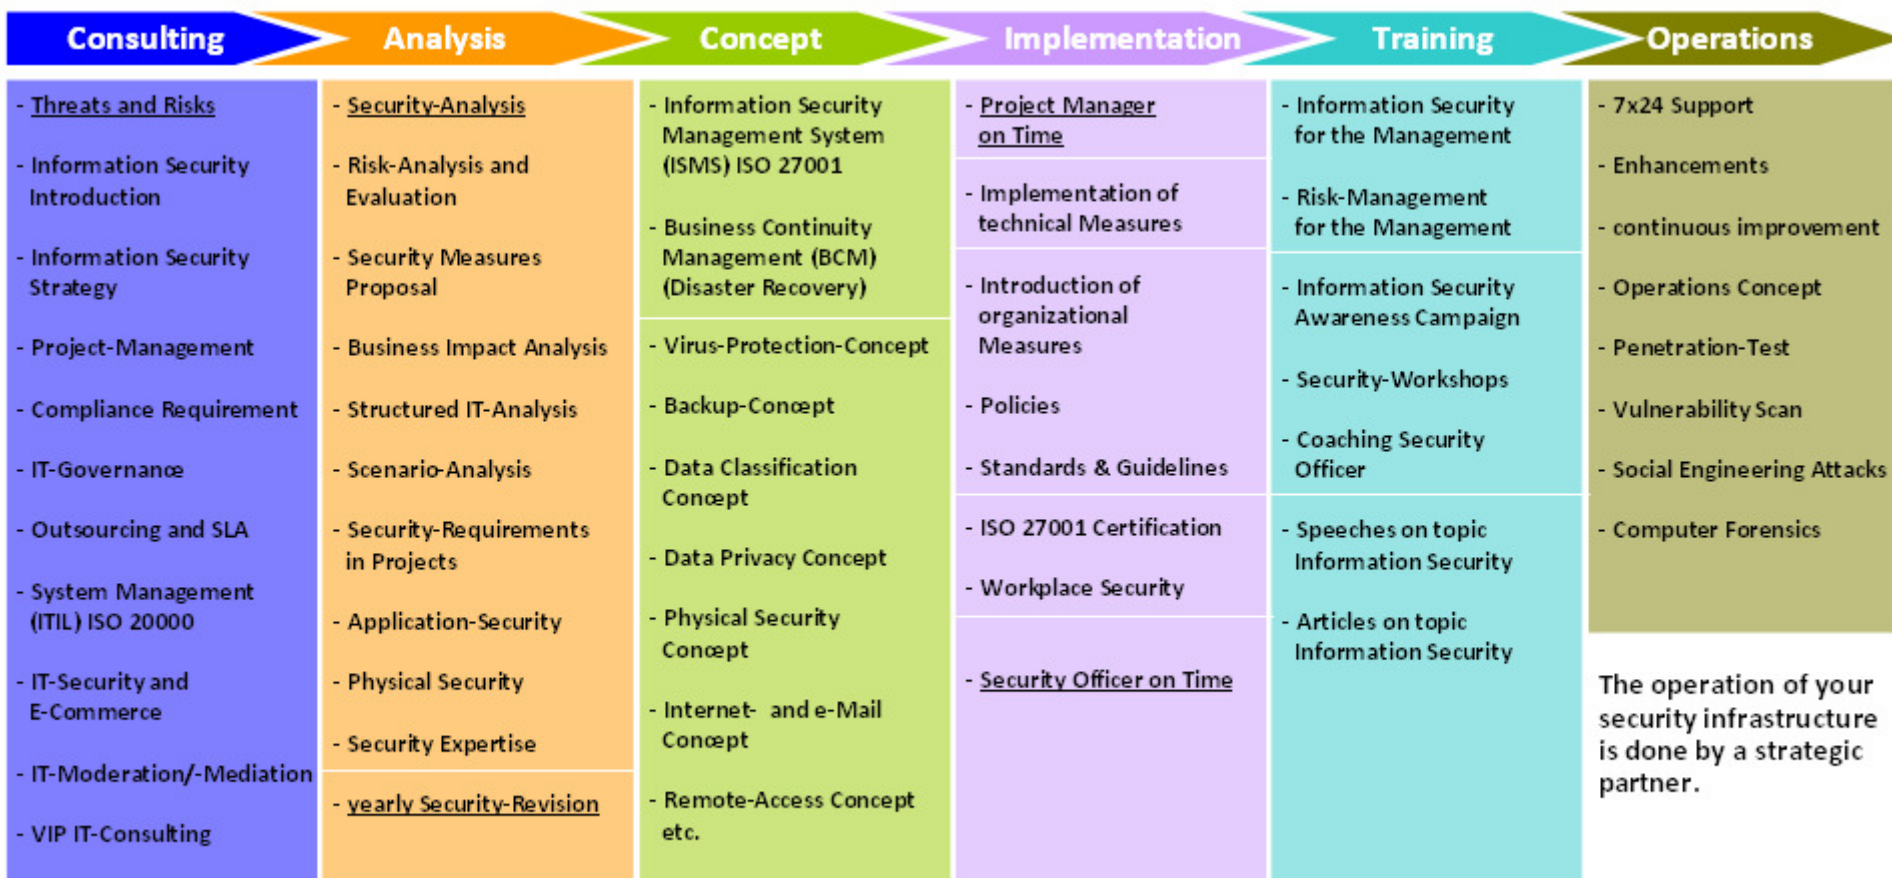 Consulting
Analysis
Concept
Implementation
Training
Operations
- Threats and Risks
- Information Security
Introduction
- Information Security
Strategy
- Project-Management
- Compliance Requirement
- IT-Governance
- Outsourcing and SLA
- System Management
(ITIL) ISO 20000
- IT-Security and
E-Commerce
- IT-Moderation/-Mediation
- VIP IT-Consulting
- Security-Analysis
- Risk-Analysis and
Evaluation
- Security Measures
Proposal
- Business Impact Analysis
- Structured IT-Analysis
- Scenario-Analysis
- Security-Requirements
in Projects
- Application-Security
- Physical Security
- Security Expertise
- yearly Security-Revision
- Information Security
Management System
(ISMS) ISO 27001
- Business Continuity
Management (BCM)
(Disaster Recovery)
- Virus-Protection-Concept
- Backup-Concept
- Data Classification
Concept
- Data Privacy Concept
- Physical Security
Concept
- Internet- and e-Mail
Concept
- Remote-Access Concept
etc.
- Project Manager
on Time
- Implementation of
technical Measures
- Introduction of
organizational
Measures
- Policies
- Standards & Guidelines
- ISO 27001 Certification
- Workplace Security
- Security Officer on Time
- Information Security
for the Management
- Risk-Management
for the Management
- Information Security
Awareness Campaign
- Security-Workshops
- Coaching Security
Officer
- Speeches on topic
Information Security
- Articles on topic
Information Security
- 7x24 Support
- Enhancements
- continuous improvement
- Operations Concept
- Penetration-Test
- Vulnerability Scan
- Social Engineering Attacks
- Computer Forensics
The operation of your
security infrastructure
is done by a strategic
partner.